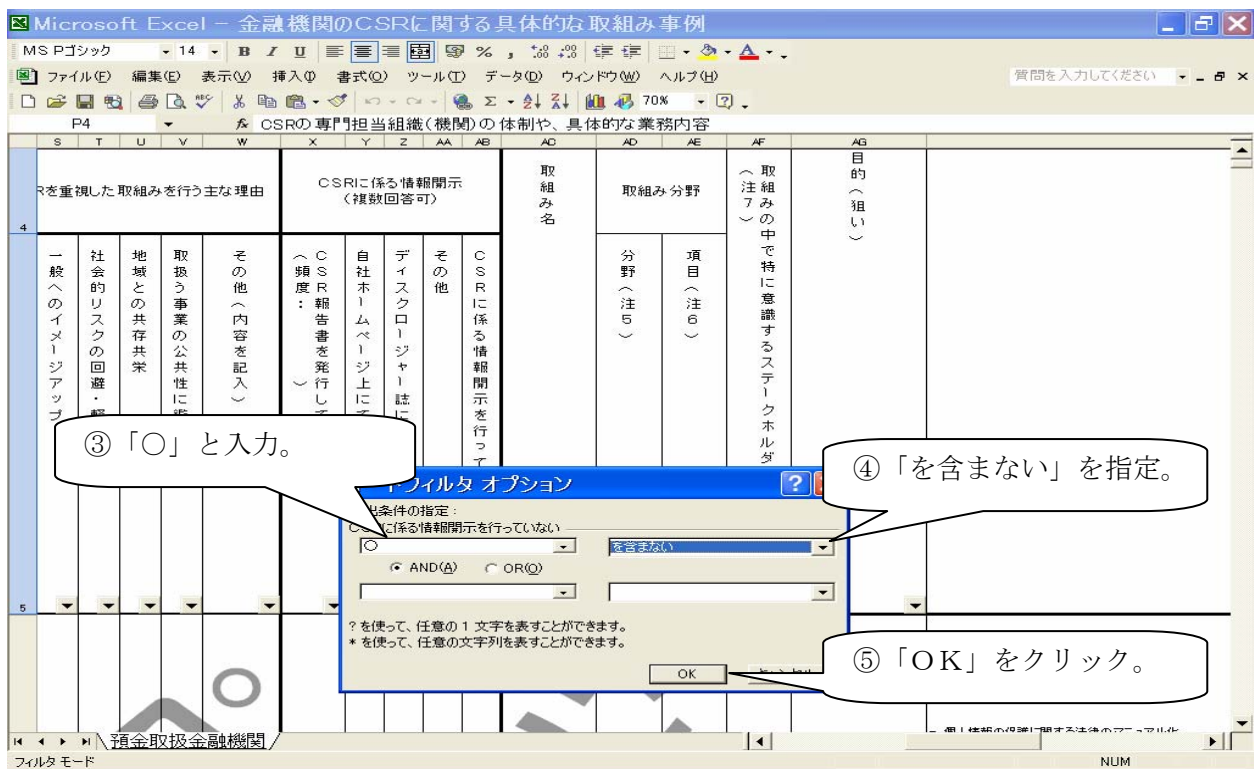 Microsoft Excel - 金融機関のCSRに関する具体的な取組み事例
MS Pゴシック 14 B I U % ,
ファイル(F) 編集(E) 表示(V) 挿入(I) 書式(O) ツール(T) データ(D) ウィンドウ(W) ヘルプ(H) 質問を入力してください
70%
P4 fx CSRの専門担当組織(機関)の体制や、具体的な業務内容
S T U V W X Y Z AA AB AC AD AE AF AG
Rを重視した取組みを行う主な理由
CSRに係る情報開示
(複数回答可)
取組み名
取組み分野
取組みの中で特に意識するステークホルダ
(注7)
目的(狙い)
4
一般へのイメージアップ
社会的リスクの回避・軽
地域との共存共栄
取扱う事業の公共性に鑑
その他(内容を記入)
CSR報告書を発行して
(頻度: )
自社ホームページ上にて
ディスクロージャー誌に
その他
CSRに係る情報開示を行って
分野(注5)
項目(注6)
5
③「○」と入力。
④「を含まない」を指定。
⑤「OK」をクリック。
トフィルタ オプション
出条件の指定:
CSRに係る情報開示を行っていない
○ を含まない
AND(A) OR(O)
? を使って、任意の 1 文字を表すことができます。
* を使って、任意の文字列を表すことができます。
OK
預金取扱金融機関
フィルタ モード NUM